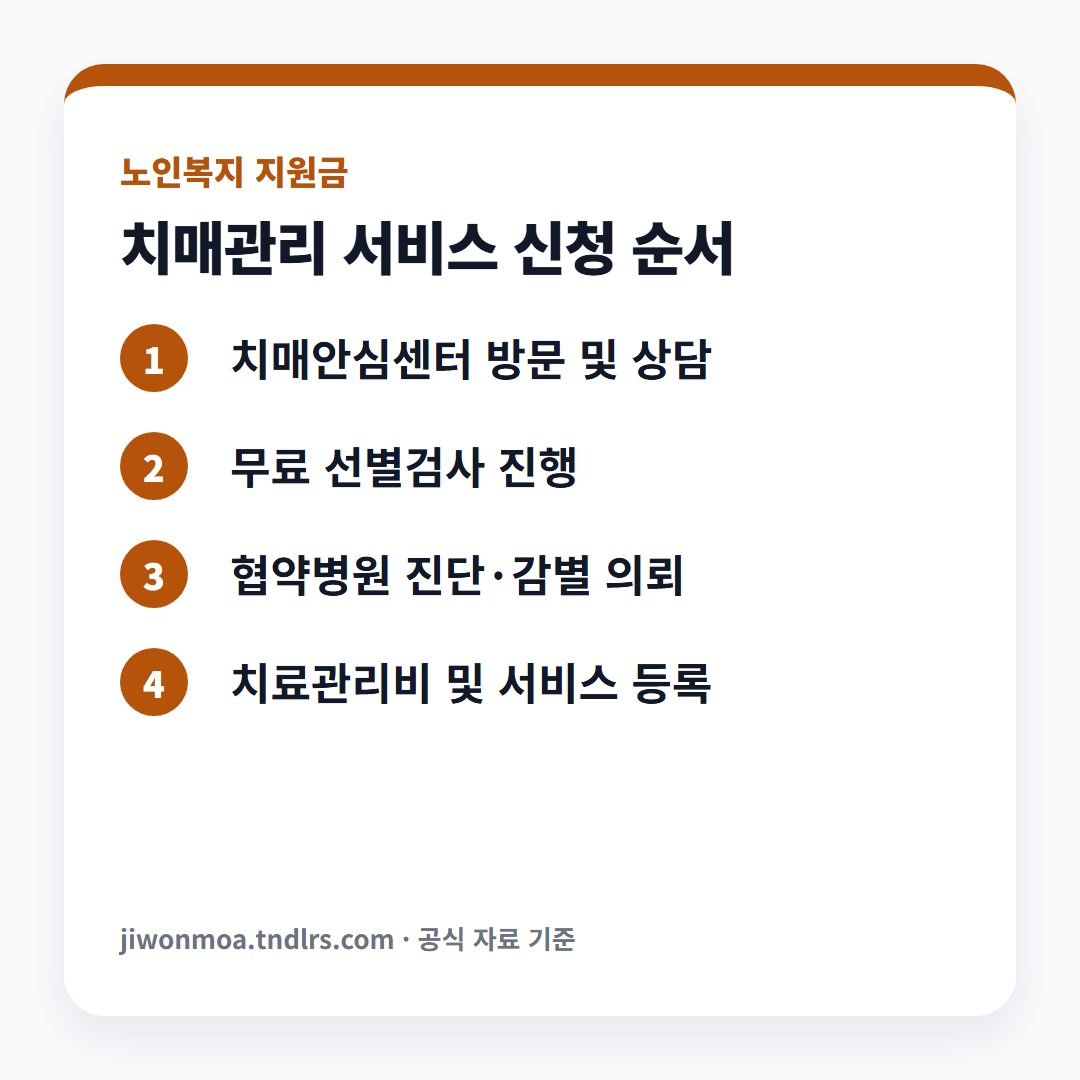 노인복지 지원금
치매관리 서비스 신청 순서
1 치매안심센터 방문 및 상담
2 무료 선별검사 진행
3 협약병원 진단·감별 의뢰
4 치료관리비 및 서비스 등록
jiwonmoa.tndlrs.com · 공식 자료 기준